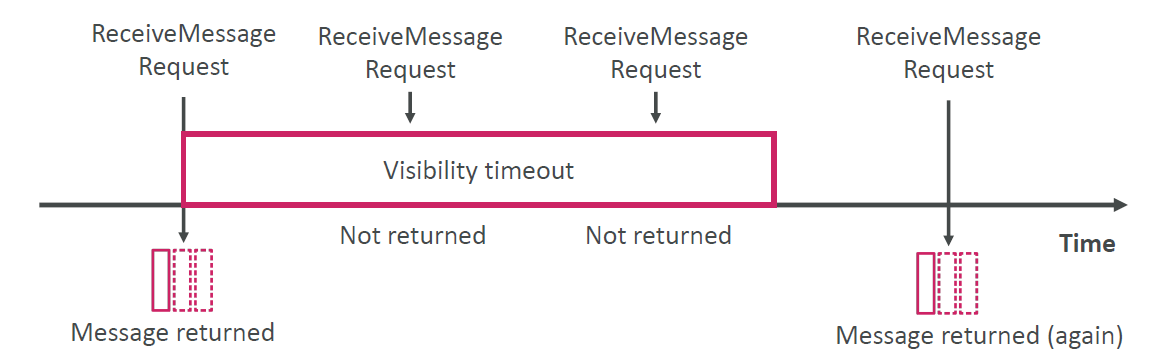 ReceiveMessage
Request
ReceiveMessage
Request
ReceiveMessage
Request
ReceiveMessage
Request
Visibility timeout
Not returned
Not returned
Time
Message returned
Message returned (again)